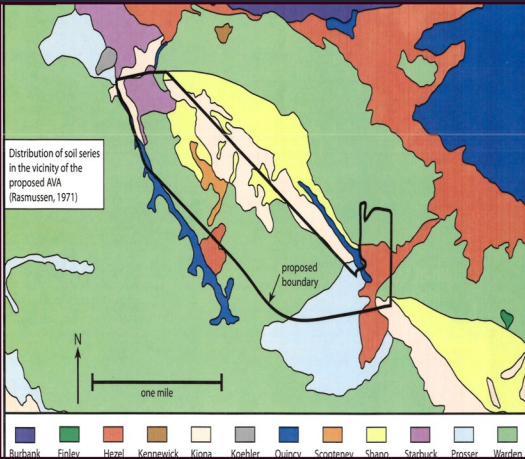 Distribution of soil series
in the vicinity of the
proposed AVA
(Rasmussen, 1971)
proposed
boundary
N
one mile
Burbank Finley Hezel Kennewick Kiona Koehler Quincy Scooteney Shano Starbuck Prosser Warden